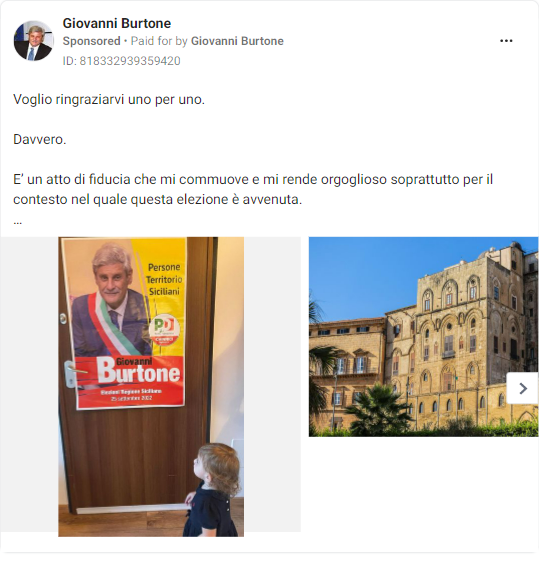 Giovanni Burtone
Sponsored • Paid for by Giovanni Burtone
ID: 818332939359420
Voglio ringraziarvi uno per uno.
Davvero.
E’ un atto di fiducia che mi commuove e mi rende orgoglioso soprattutto per il
contesto nel quale questa elezione è avvenuta.
...
Persone
Territorio
Siciliani
PD
Giovanni
Burtone
Elezioni Regione Siciliana
25 settembre 2022